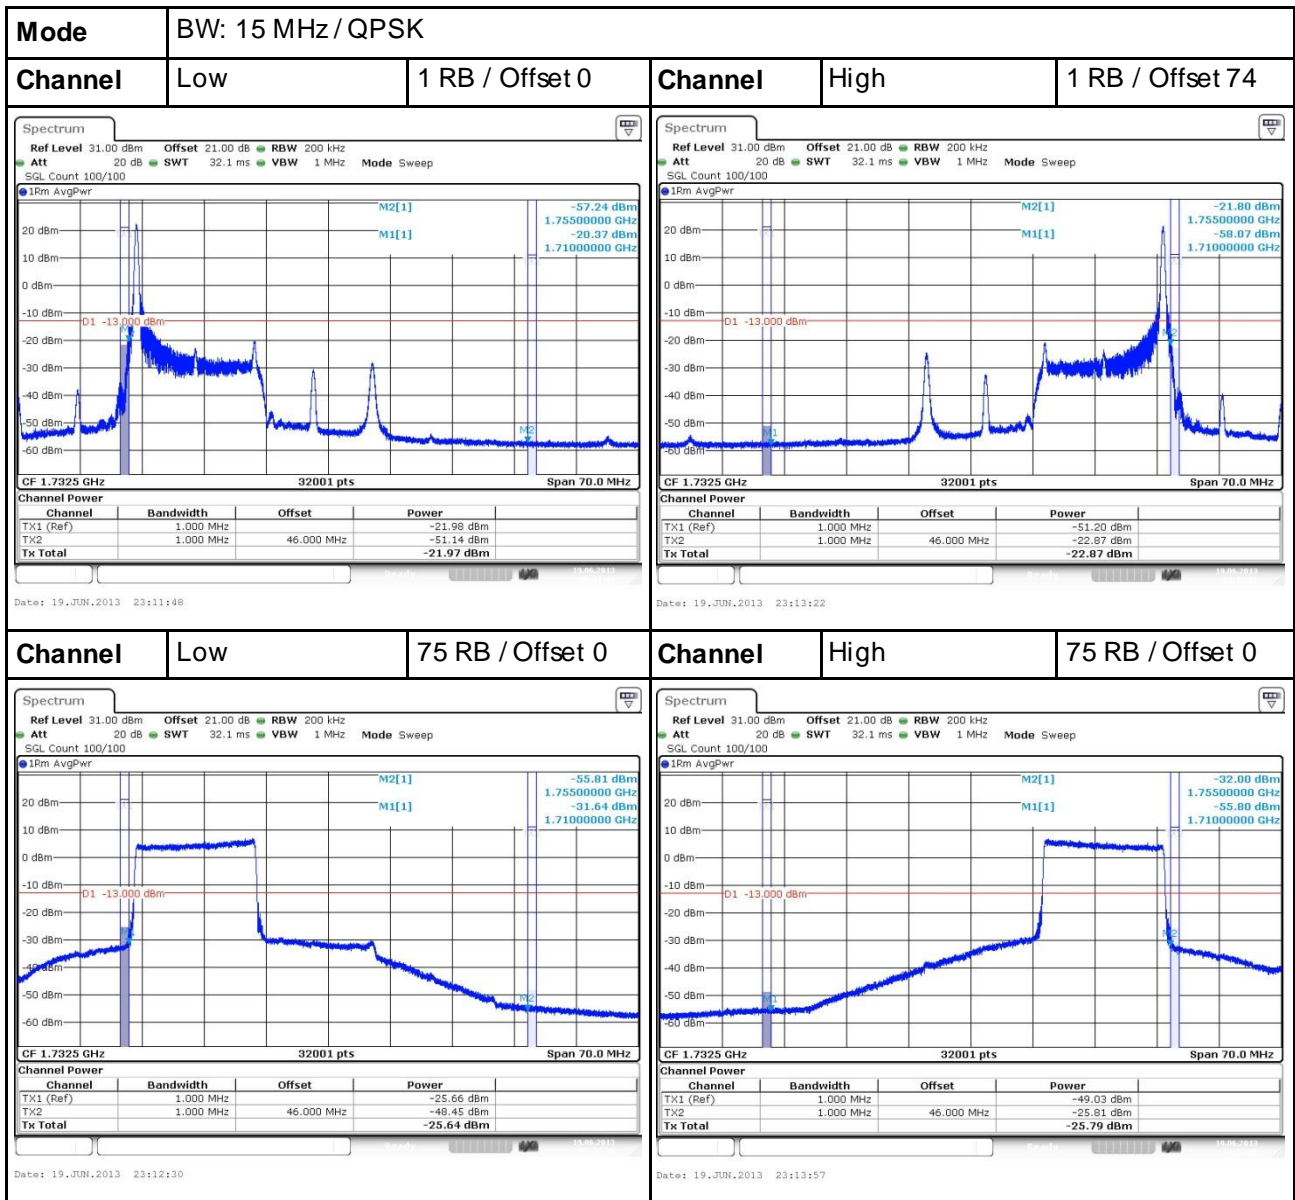 Mode BW: 15 MHz / QPSK
Channel Low 1 RB / Offset 0 Channel High 1 RB / Offset 74
Spectrum
Ref Level 31.00 dBm Offset 21.00 dB RBW 200 kHz
Att 20 dB SWT 32.1 ms VBW 1 MHz Mode Sweep
SGL Count 100/100
1Rm AvgPwr
M2[1] -57.24 dBm
1.75500000 GHz
M1[1] -20.37 dBm
1.71000000 GHz
20 dBm
10 dBm
0 dBm
-10 dBm
D1 -13.000 dBm
-20 dBm
-30 dBm
-40 dBm
-50 dBm
M2
-60 dBm
CF 1.7325 GHz 32001 pts Span 70.0 MHz
Channel Power
Channel Bandwidth Offset Power
TX1 (Ref) 1.000 MHz -21.98 dBm
TX2 1.000 MHz 46.000 MHz -51.14 dBm
Tx Total -21.97 dBm
Date: 19.JUN.2013 23:11:48
Spectrum
Ref Level 31.00 dBm Offset 21.00 dB RBW 200 kHz
Att 20 dB SWT 32.1 ms VBW 1 MHz Mode Sweep
SGL Count 100/100
1Rm AvgPwr
M2[1] -21.80 dBm
1.75500000 GHz
M1[1] -58.07 dBm
1.71000000 GHz
20 dBm
10 dBm
0 dBm
-10 dBm
D1 -13.000 dBm
M2
-20 dBm
-30 dBm
-40 dBm
-50 dBm
M1
-60 dBm
CF 1.7325 GHz 32001 pts Span 70.0 MHz
Channel Power
Channel Bandwidth Offset Power
TX1 (Ref) 1.000 MHz -51.20 dBm
TX2 1.000 MHz 46.000 MHz -22.87 dBm
Tx Total -22.87 dBm
Date: 19.JUN.2013 23:13:22
Channel Low 75 RB / Offset 0 Channel High 75 RB / Offset 0
Spectrum
Ref Level 31.00 dBm Offset 21.00 dB RBW 200 kHz
Att 20 dB SWT 32.1 ms VBW 1 MHz Mode Sweep
SGL Count 100/100
1Rm AvgPwr
M2[1] -55.81 dBm
1.75500000 GHz
M1[1] -31.64 dBm
1.71000000 GHz
20 dBm
10 dBm
0 dBm
-10 dBm
D1 -13.000 dBm
-20 dBm
-30 dBm
-40 dBm
-50 dBm
M2
-60 dBm
CF 1.7325 GHz 32001 pts Span 70.0 MHz
Channel Power
Channel Bandwidth Offset Power
TX1 (Ref) 1.000 MHz -25.66 dBm
TX2 1.000 MHz 46.000 MHz -48.45 dBm
Tx Total -25.64 dBm
Date: 19.JUN.2013 23:12:30
Spectrum
Ref Level 31.00 dBm Offset 21.00 dB RBW 200 kHz
Att 20 dB SWT 32.1 ms VBW 1 MHz Mode Sweep
SGL Count 100/100
1Rm AvgPwr
M2[1] -32.00 dBm
1.75500000 GHz
M1[1] -55.80 dBm
1.71000000 GHz
20 dBm
10 dBm
0 dBm
-10 dBm
D1 -13.000 dBm
-20 dBm
M2
-30 dBm
-40 dBm
-50 dBm
M1
-60 dBm
CF 1.7325 GHz 32001 pts Span 70.0 MHz
Channel Power
Channel Bandwidth Offset Power
TX1 (Ref) 1.000 MHz -49.03 dBm
TX2 1.000 MHz 46.000 MHz -25.81 dBm
Tx Total -25.79 dBm
Date: 19.JUN.2013 23:13:57